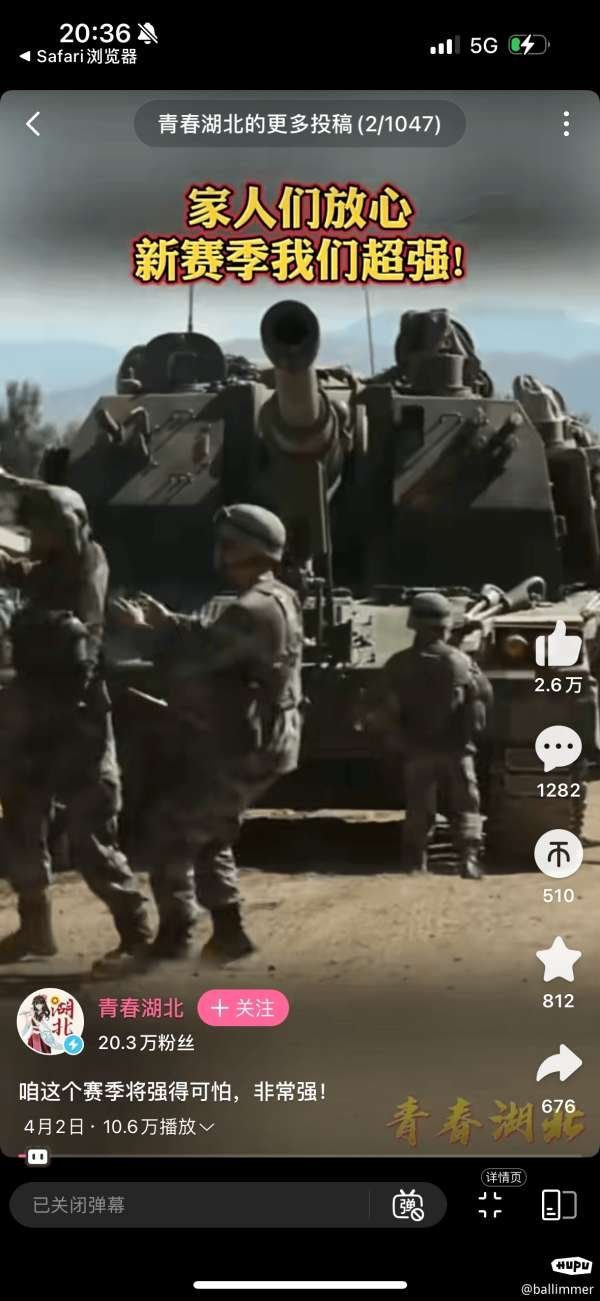 20:36
5G
◀ Safari浏览器
青春湖北的更多投稿(2/1047)
家人们放心
新赛季我们超强!
2.6万
1282
510
812
676
湖北
青春湖北
+ 关注
20.3万粉丝
咱这个赛季将强得可怕，非常强!
4月2日 · 10.6万播放
青春湖北
已关闭弹幕
弹
详情页
HUPU
@ballimmer